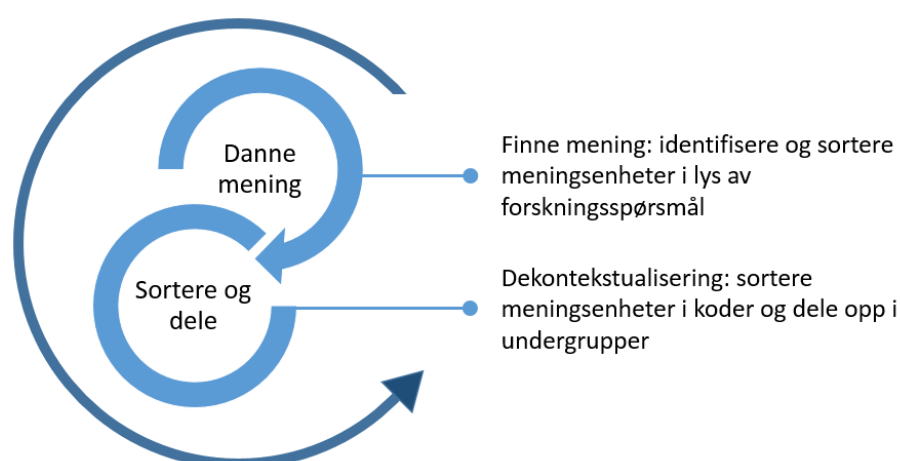 Danne
mening
Finne mening: identifisere og sortere
meningsenheter i lys av
forskningsspørsmål
Sortere og
dele
Dekontekstualisering: sortere
meningsenheter i koder og dele opp i
undergrupper